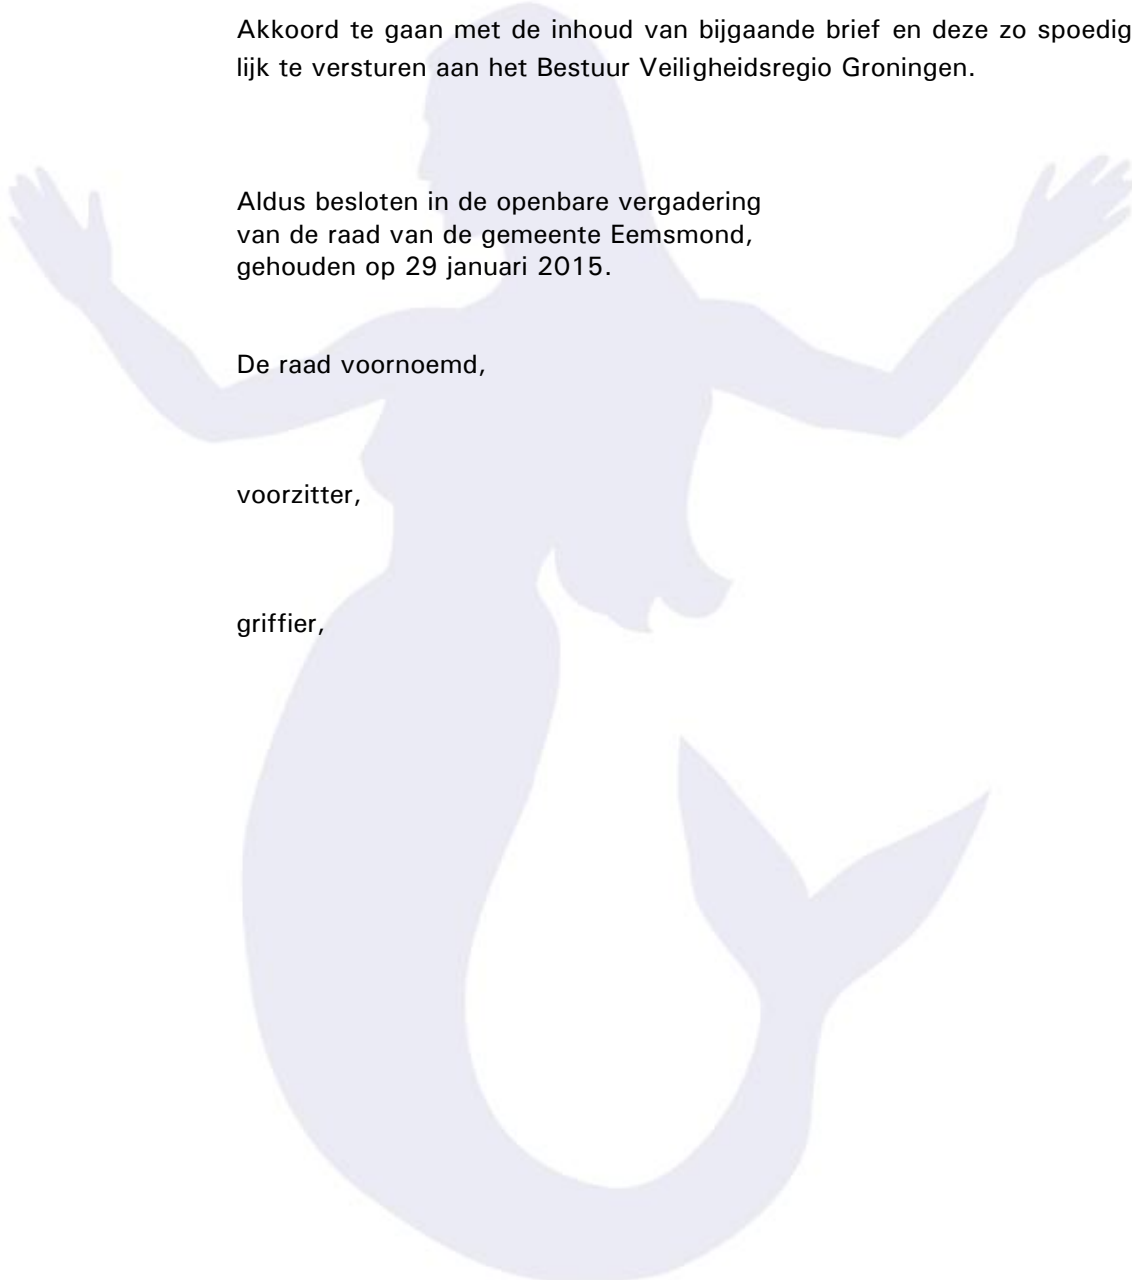 Akkoord te gaan met de inhoud van bijgaande brief en deze zo spoedig
lijk te versturen aan het Bestuur Veiligheidsregio Groningen.
Aldus besloten in de openbare vergadering
van de raad van de gemeente Eemsmond,
gehouden op 29 januari 2015.
De raad voornoemd,
voorzitter,
griffier,